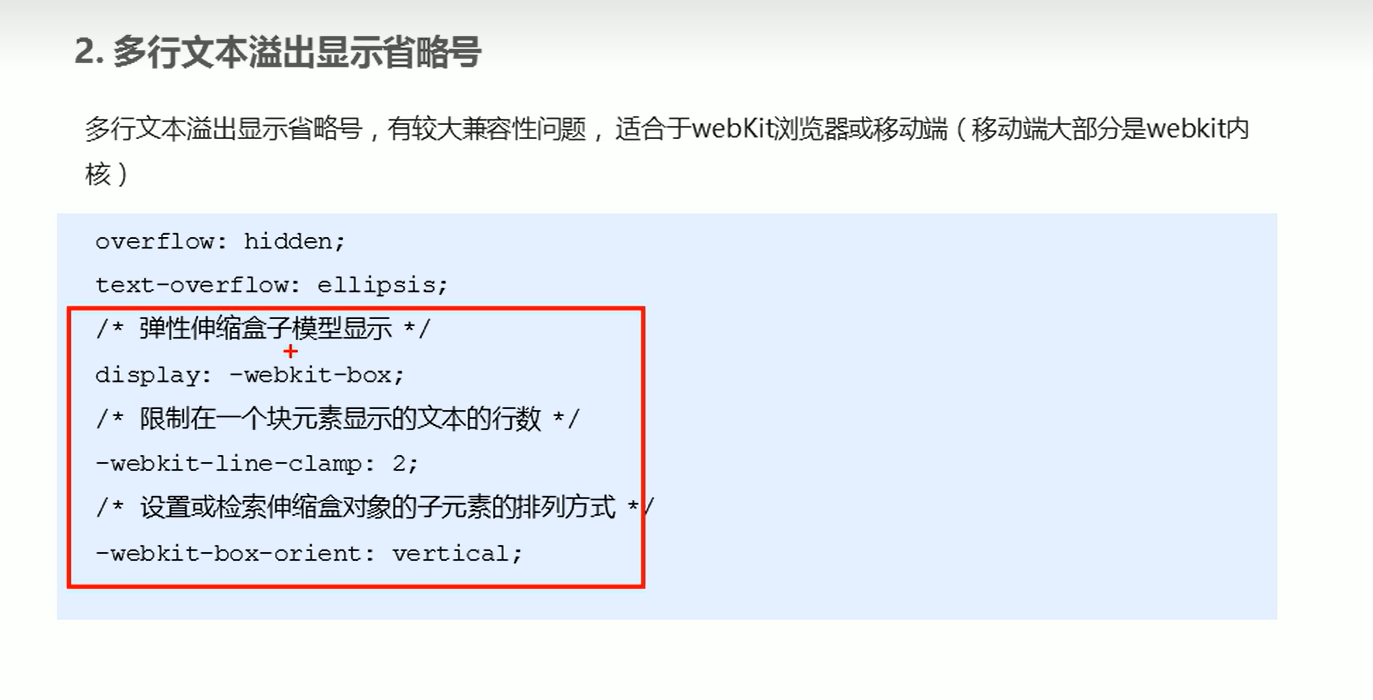 2. 多行文本溢出显示省略号
多行文本溢出显示省略号，有较大兼容性问题， 适合于webKit浏览器或移动端（移动端大部分是webkit内
核）
overflow: hidden;
text-overflow: ellipsis;
/* 弹性伸缩盒子模型显示 */
display: -webkit-box;
/* 限制在一个块元素显示的文本的行数 */
-webkit-line-clamp: 2;
/* 设置或检索伸缩盒对象的子元素的排列方式 */
-webkit-box-orient: vertical;